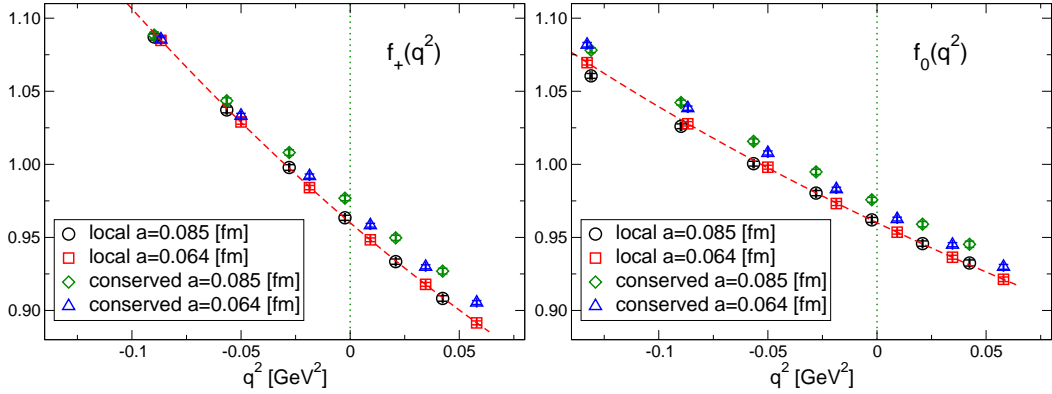 1.10
1.05
1.00
0.95
0.90
f+(q²)
local a=0.085 [fm]
local a=0.064 [fm]
conserved a=0.085 [fm]
conserved a=0.064 [fm]
-0.1 -0.05 0 0.05
q² [GeV²]
1.10
1.05
1.00
0.95
0.90
f₀(q²)
local a=0.085 [fm]
local a=0.064 [fm]
conserved a=0.085 [fm]
conserved a=0.064 [fm]
-0.1 -0.05 0 0.05
q² [GeV²]